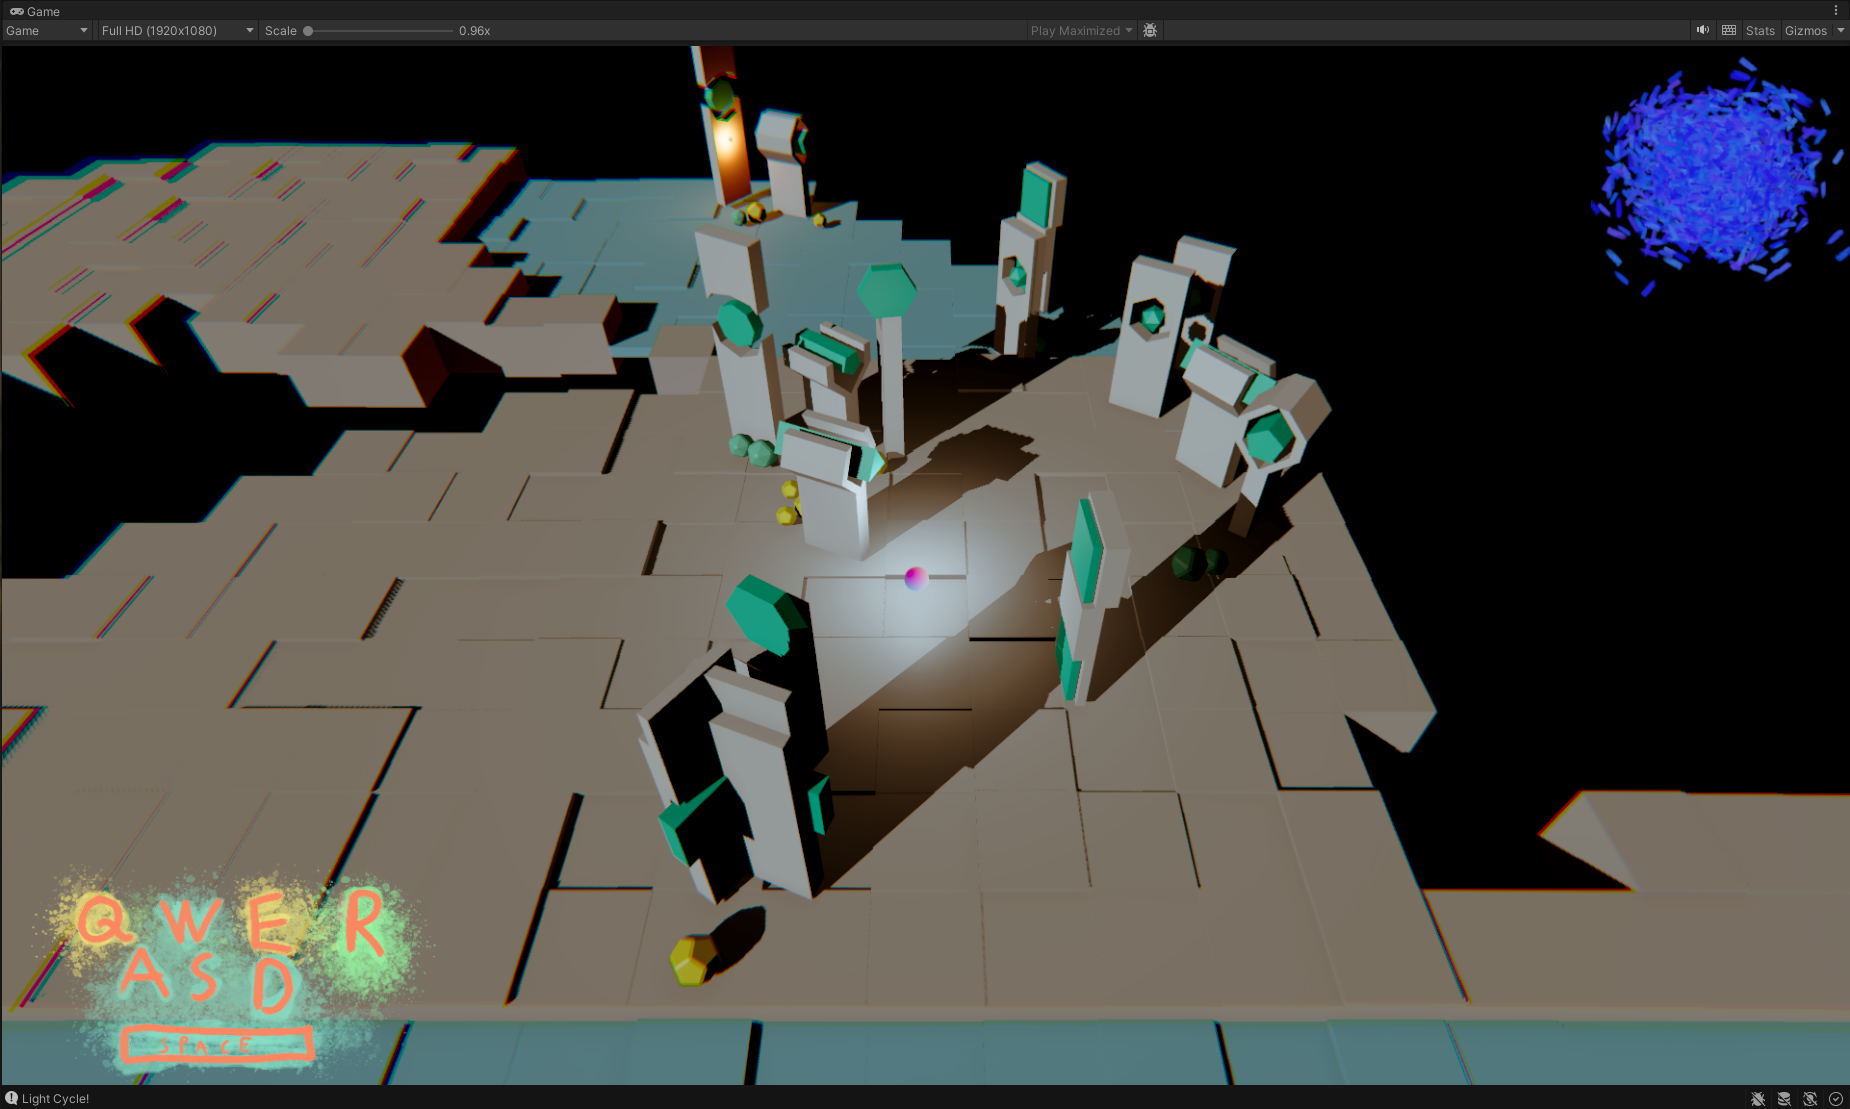 Game
Game Full HD (1920x1080) Scale 0.96x Play Maximized Stats Gizmos
Q W E R
A S D
SPACE
Light Cycle!